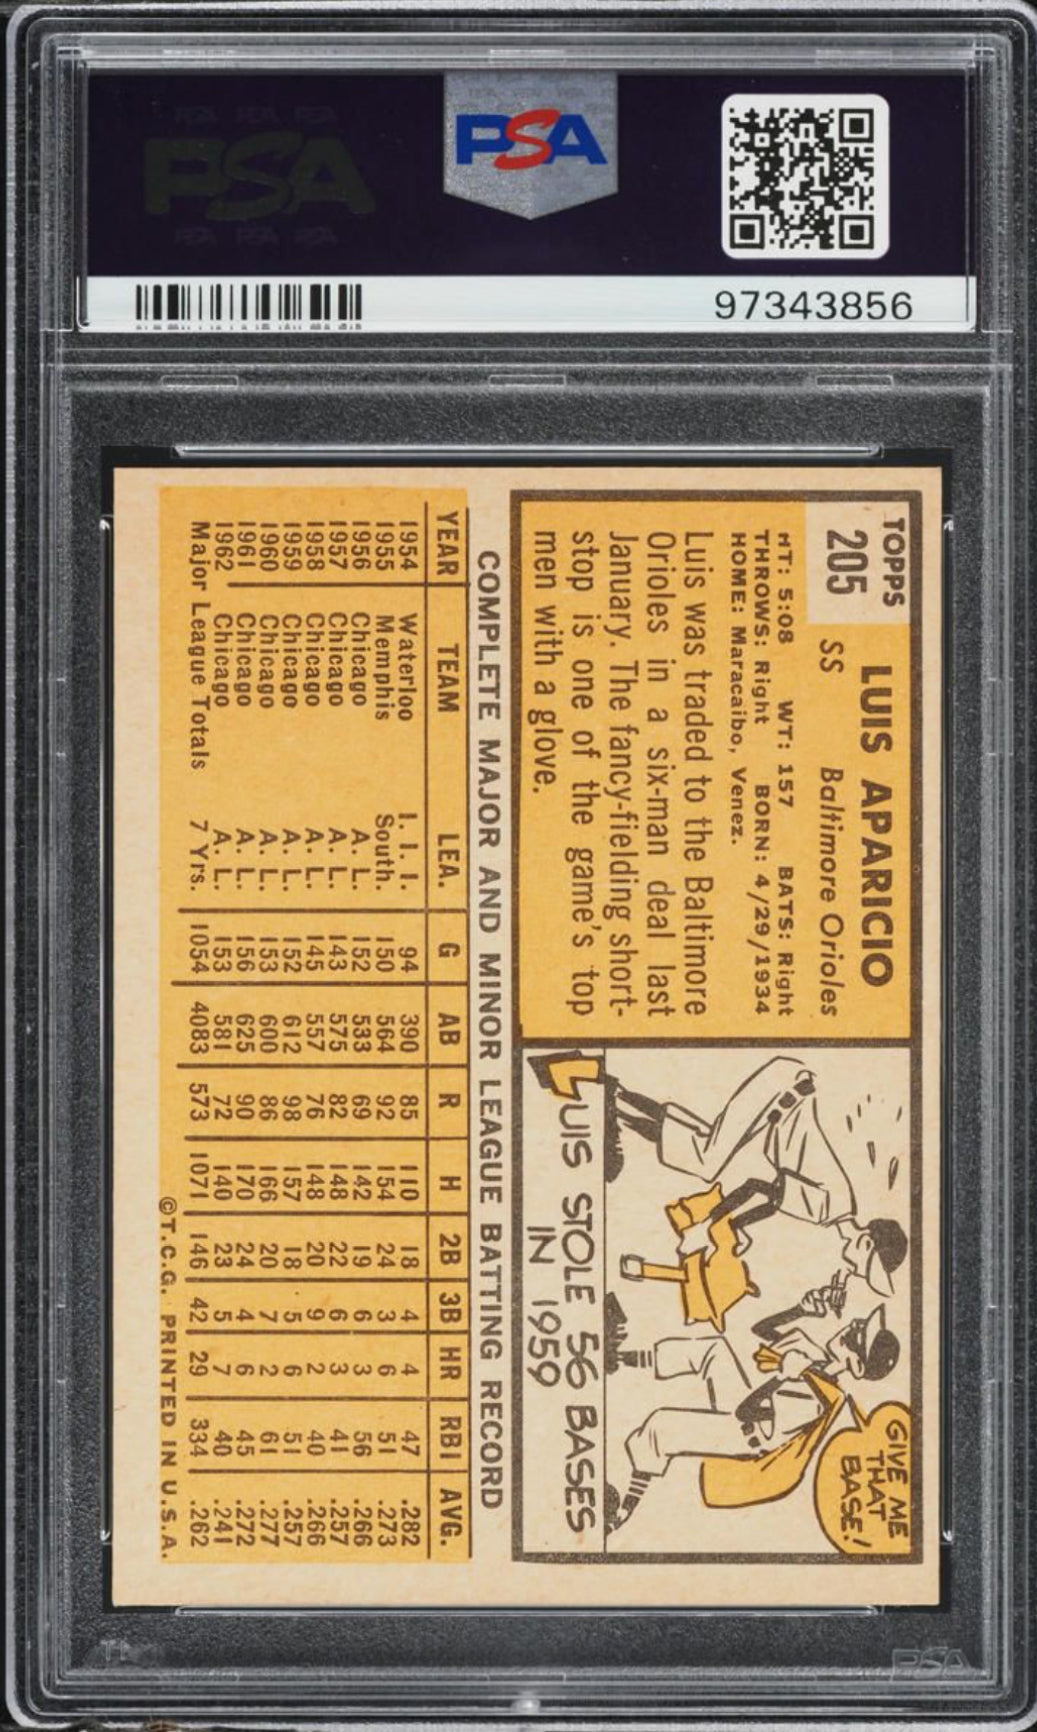 PSA
PSA
97343856
TOPPS
205
LUIS APARICIO
SS Baltimore Orioles
HT: 5:08 WT: 157 BATS: Right
THROWS: Right BORN: 4/29/1934
HOME: Maracaibo, Venez.
Luis was traded to the Baltimore
Orioles in a six-man deal last
January. The fancy-fielding short-
stop is one of the game's top
men with a glove.
GIVE ME
THAT
BASE!
LUIS STOLE 56 BASES
IN 1959
COMPLETE MAJOR AND MINOR LEAGUE BATTING RECORD
YEAR TEAM LEA. G AB R H 2B 3B HR RBI AVG.
1954 Waterloo I. I. I. 94 390 85 110 18 4 4 47 .282
1955 Memphis South. 150 564 92 154 24 3 6 51 .273
1956 Chicago A. L. 152 533 69 142 19 6 3 56 .266
1957 Chicago A. L. 143 575 82 148 22 6 3 41 .257
1958 Chicago A. L. 145 557 76 148 20 9 2 40 .266
1959 Chicago A. L. 152 612 98 157 18 5 6 51 .257
1960 Chicago A. L. 153 600 86 166 20 7 2 61 .277
1961 Chicago A. L. 156 625 90 170 24 4 6 45 .272
1962 Chicago A. L. 153 581 72 140 23 5 7 40 .241
Major League Totals 7 Yrs. 1054 4083 573 1071 146 42 29 334 .262
©T.C.G. PRINTED IN U.S.A.
PSA